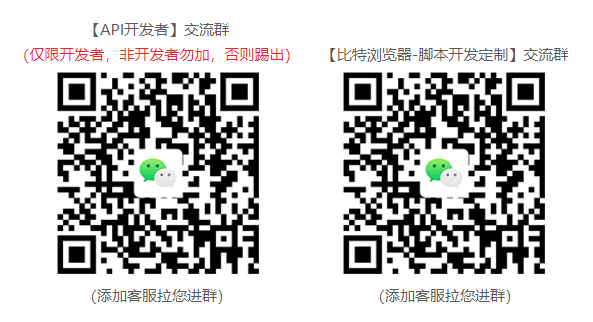 【API开发者】交流群
(仅限开发者，非开发者勿加，否则踢出)
(添加客服拉您进群)
【比特浏览器-脚本开发定制】交流群
(添加客服拉您进群)